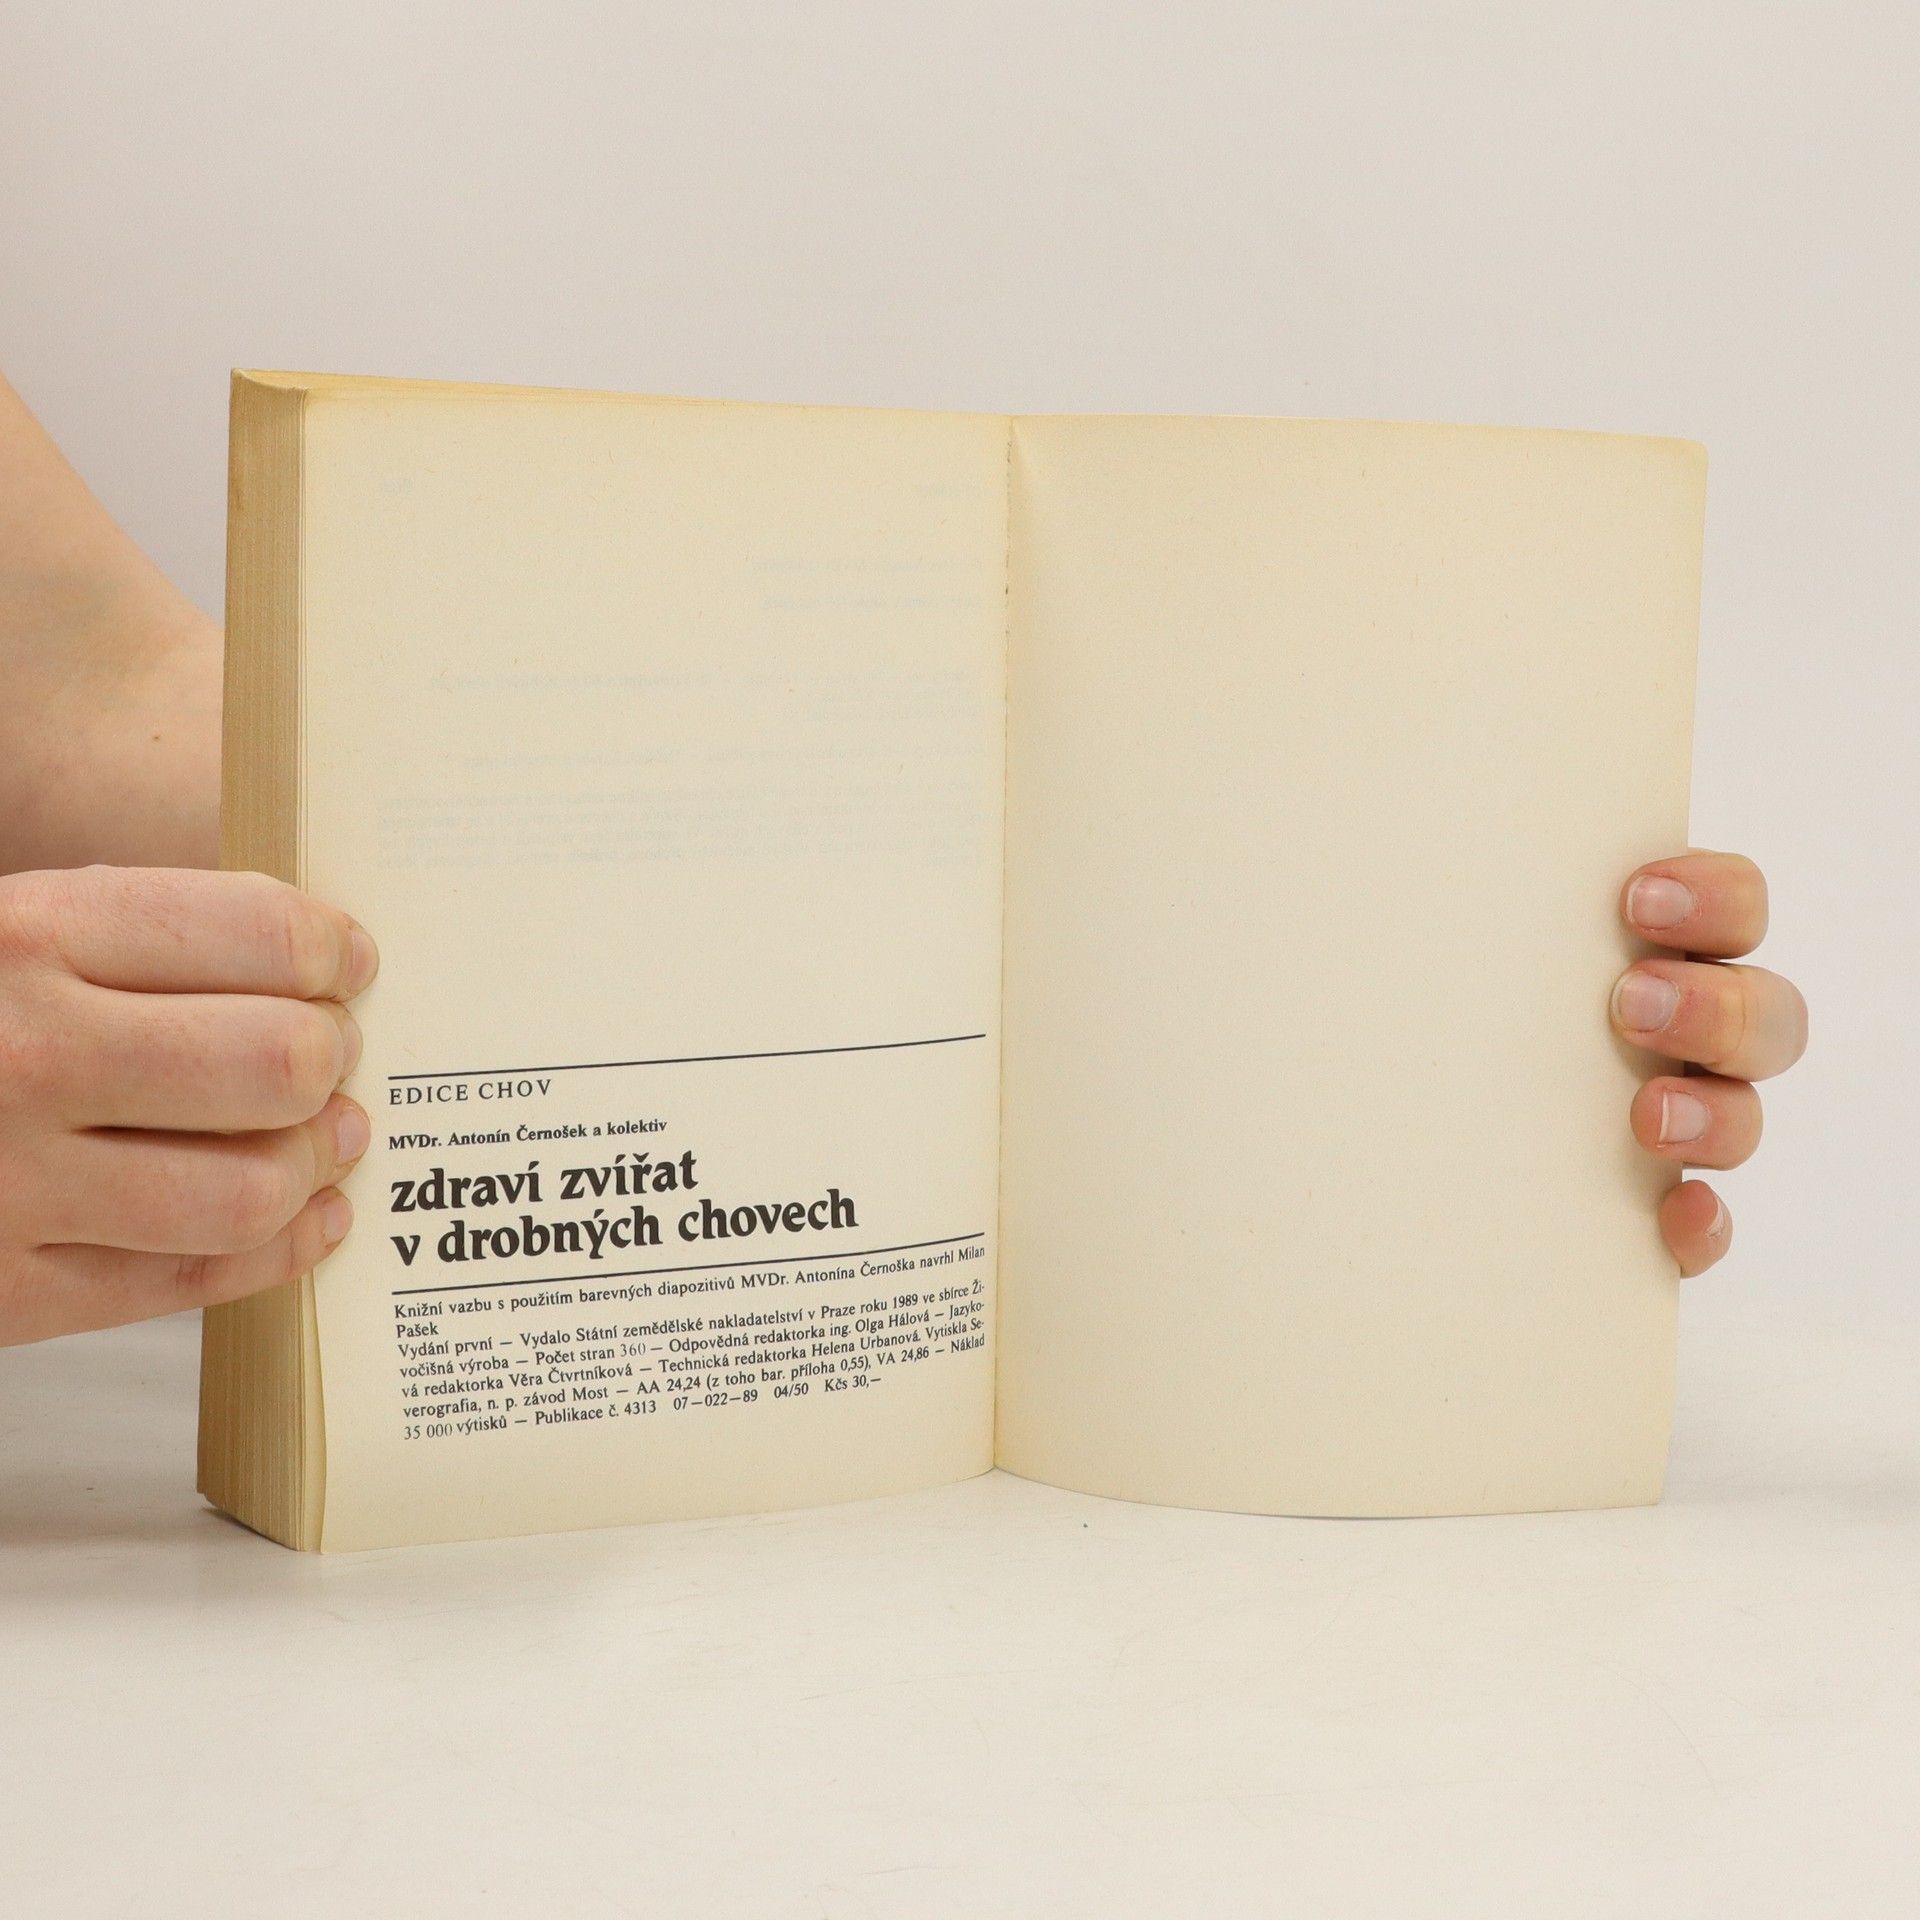 EDICE CHOV
MVDr. Antonín Černošek a kolektiv
zdraví zvířat
v drobných chovech
Knižní vazbu s použitím barevných diapozitivů MVDr. Antonína Černoška navrhl Milan
Pašek
Vydání první — Vydalo Státní zemědělské nakladatelství v Praze roku 1989 ve sbírce Ži-
vočišná výroba — Počet stran 360 — Odpovědná redaktorka ing. Olga Hálová — Jazyko-
vá redaktorka Věra Čtvrtníková — Technická redaktorka Helena Urbanová. Vytiskla Se-
verografia, n. p. závod Most — AA 24,24 (z toho bar. příloha 0,55), VA 24,86 — Náklad
35 000 výtisků — Publikace č. 4313 07—022—89 04/50 Kčs 30,—